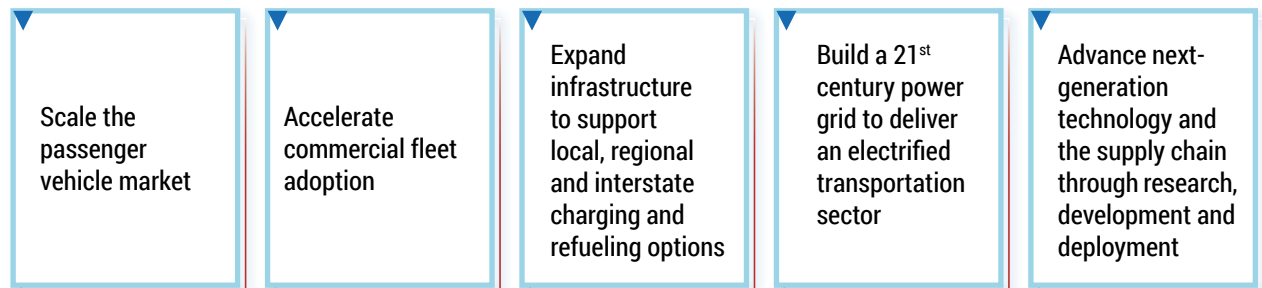 Scale the
passenger
vehicle market
Accelerate
commercial fleet
adoption
Expand
infrastructure
to support
local, regional
and interstate
charging and
refueling options
Build a 21st
century power
grid to deliver
an electrified
transportation
sector
Advance next-
generation
technology and
the supply chain
through research,
development and
deployment